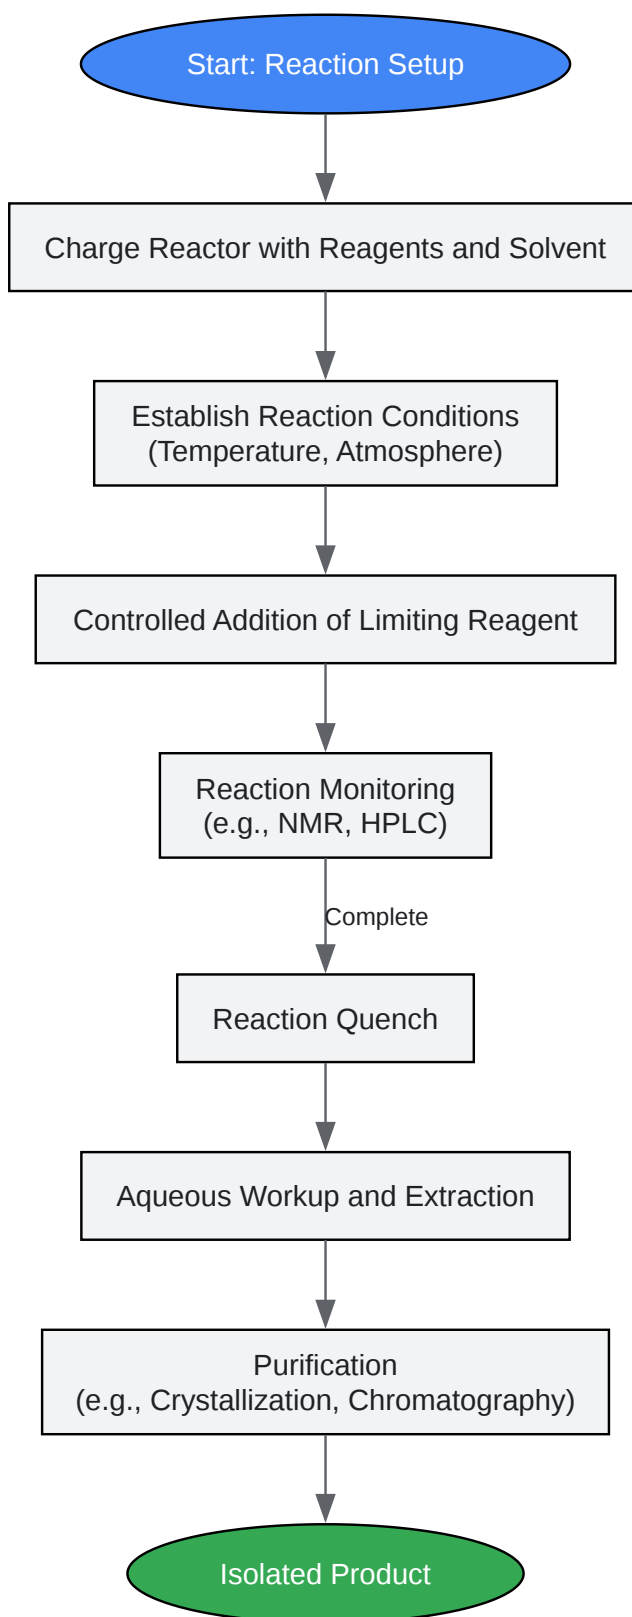 Start: Reaction Setup
Charge Reactor with Reagents and Solvent
Establish Reaction Conditions
(Temperature, Atmosphere)
Controlled Addition of Limiting Reagent
Reaction Monitoring
(e.g., NMR, HPLC)
Complete
Reaction Quench
Aqueous Workup and Extraction
Purification
(e.g., Crystallization, Chromatography)
Isolated Product